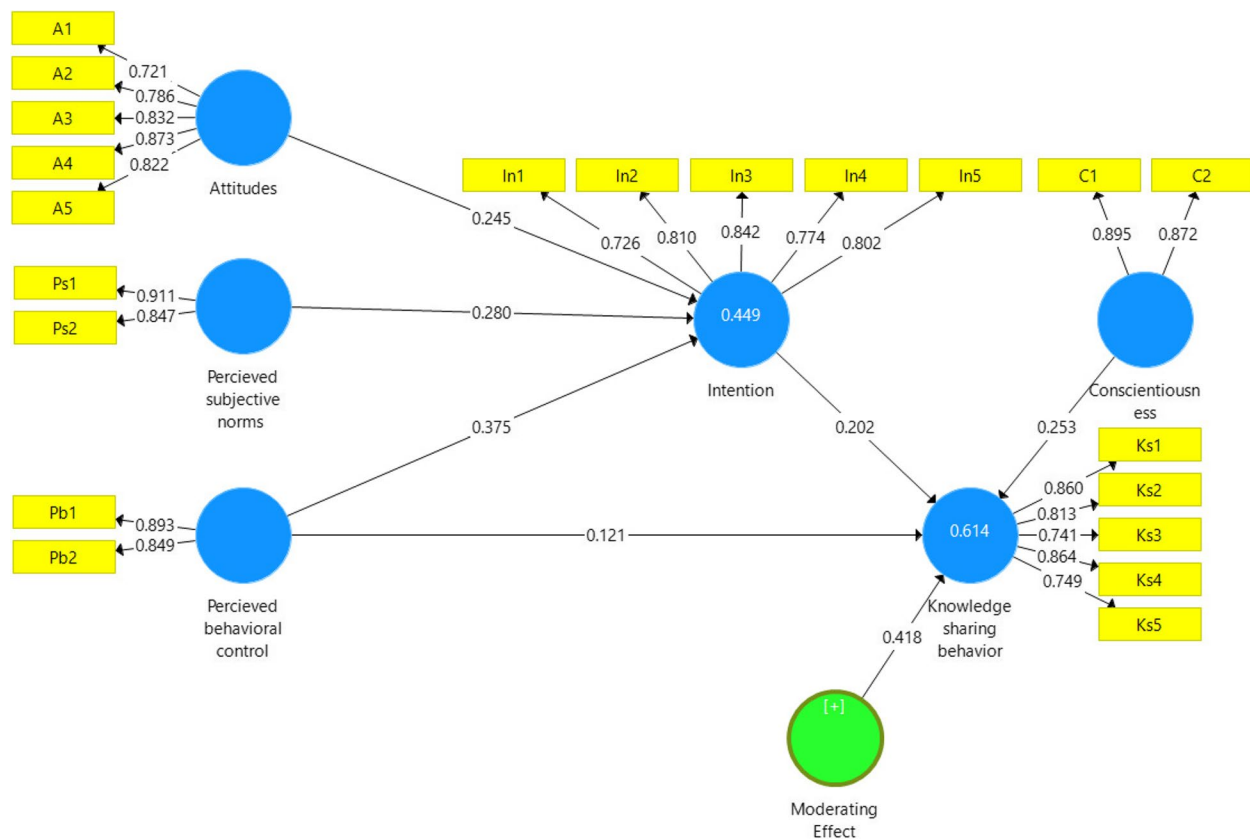 A1
A2
A3
A4
A5
0.721
0.786
0.832
0.873
0.822
Attitudes
0.245
In1
In2
In3
In4
In5
0.726
0.810
0.842
0.774
0.802
C1
C2
0.895
0.872
Ps1
Ps2
0.911
0.847
Percieved
subjective
norms
0.280
0.449
Intention
Conscientiousn
ess
0.375
0.202
0.253
Pb1
Pb2
0.893
0.849
Percieved
behavioral
control
0.121
0.614
Knowledge
sharing
behavior
Ks1
Ks2
Ks3
Ks4
Ks5
0.860
0.813
0.741
0.864
0.749
0.418
[+]
Moderating
Effect